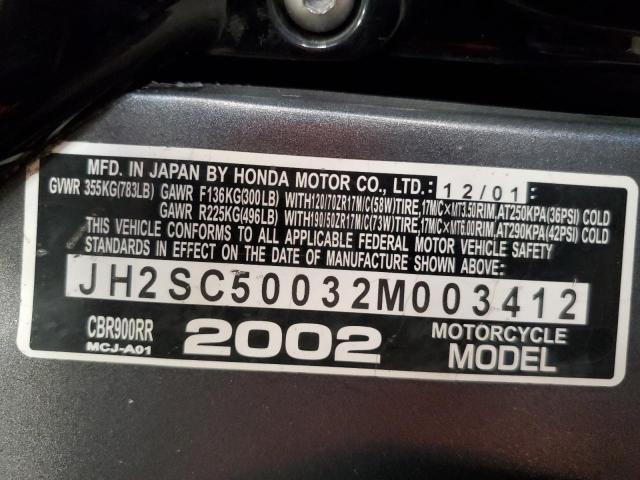 MFD. IN JAPAN BY HONDA MOTOR CO., LTD.: 12/01:
GVWR 355KG(783LB) GAWR F136KG(300LB) WITH120/70ZR17M/C(58W)TIRE,17M/C×MT3.50RIM,AT250KPA(36PSI) COLD
GAWR R225KG(496LB) WITH190/50ZR17M/C(73W)TIRE,17M/C×MT6.00RIM,AT290KPA(42PSI) COLD
THIS VEHICLE CONFORMS TO ALL APPLICABLE FEDERAL MOTOR VEHICLE SAFETY
STANDARDS IN EFFECT ON THE DATE OF MANUFACTURE SHOWN ABOVE:
JH2SC50032M003412
CBR900RR 2002 MOTORCYCLE
MCJ-A01 MODEL